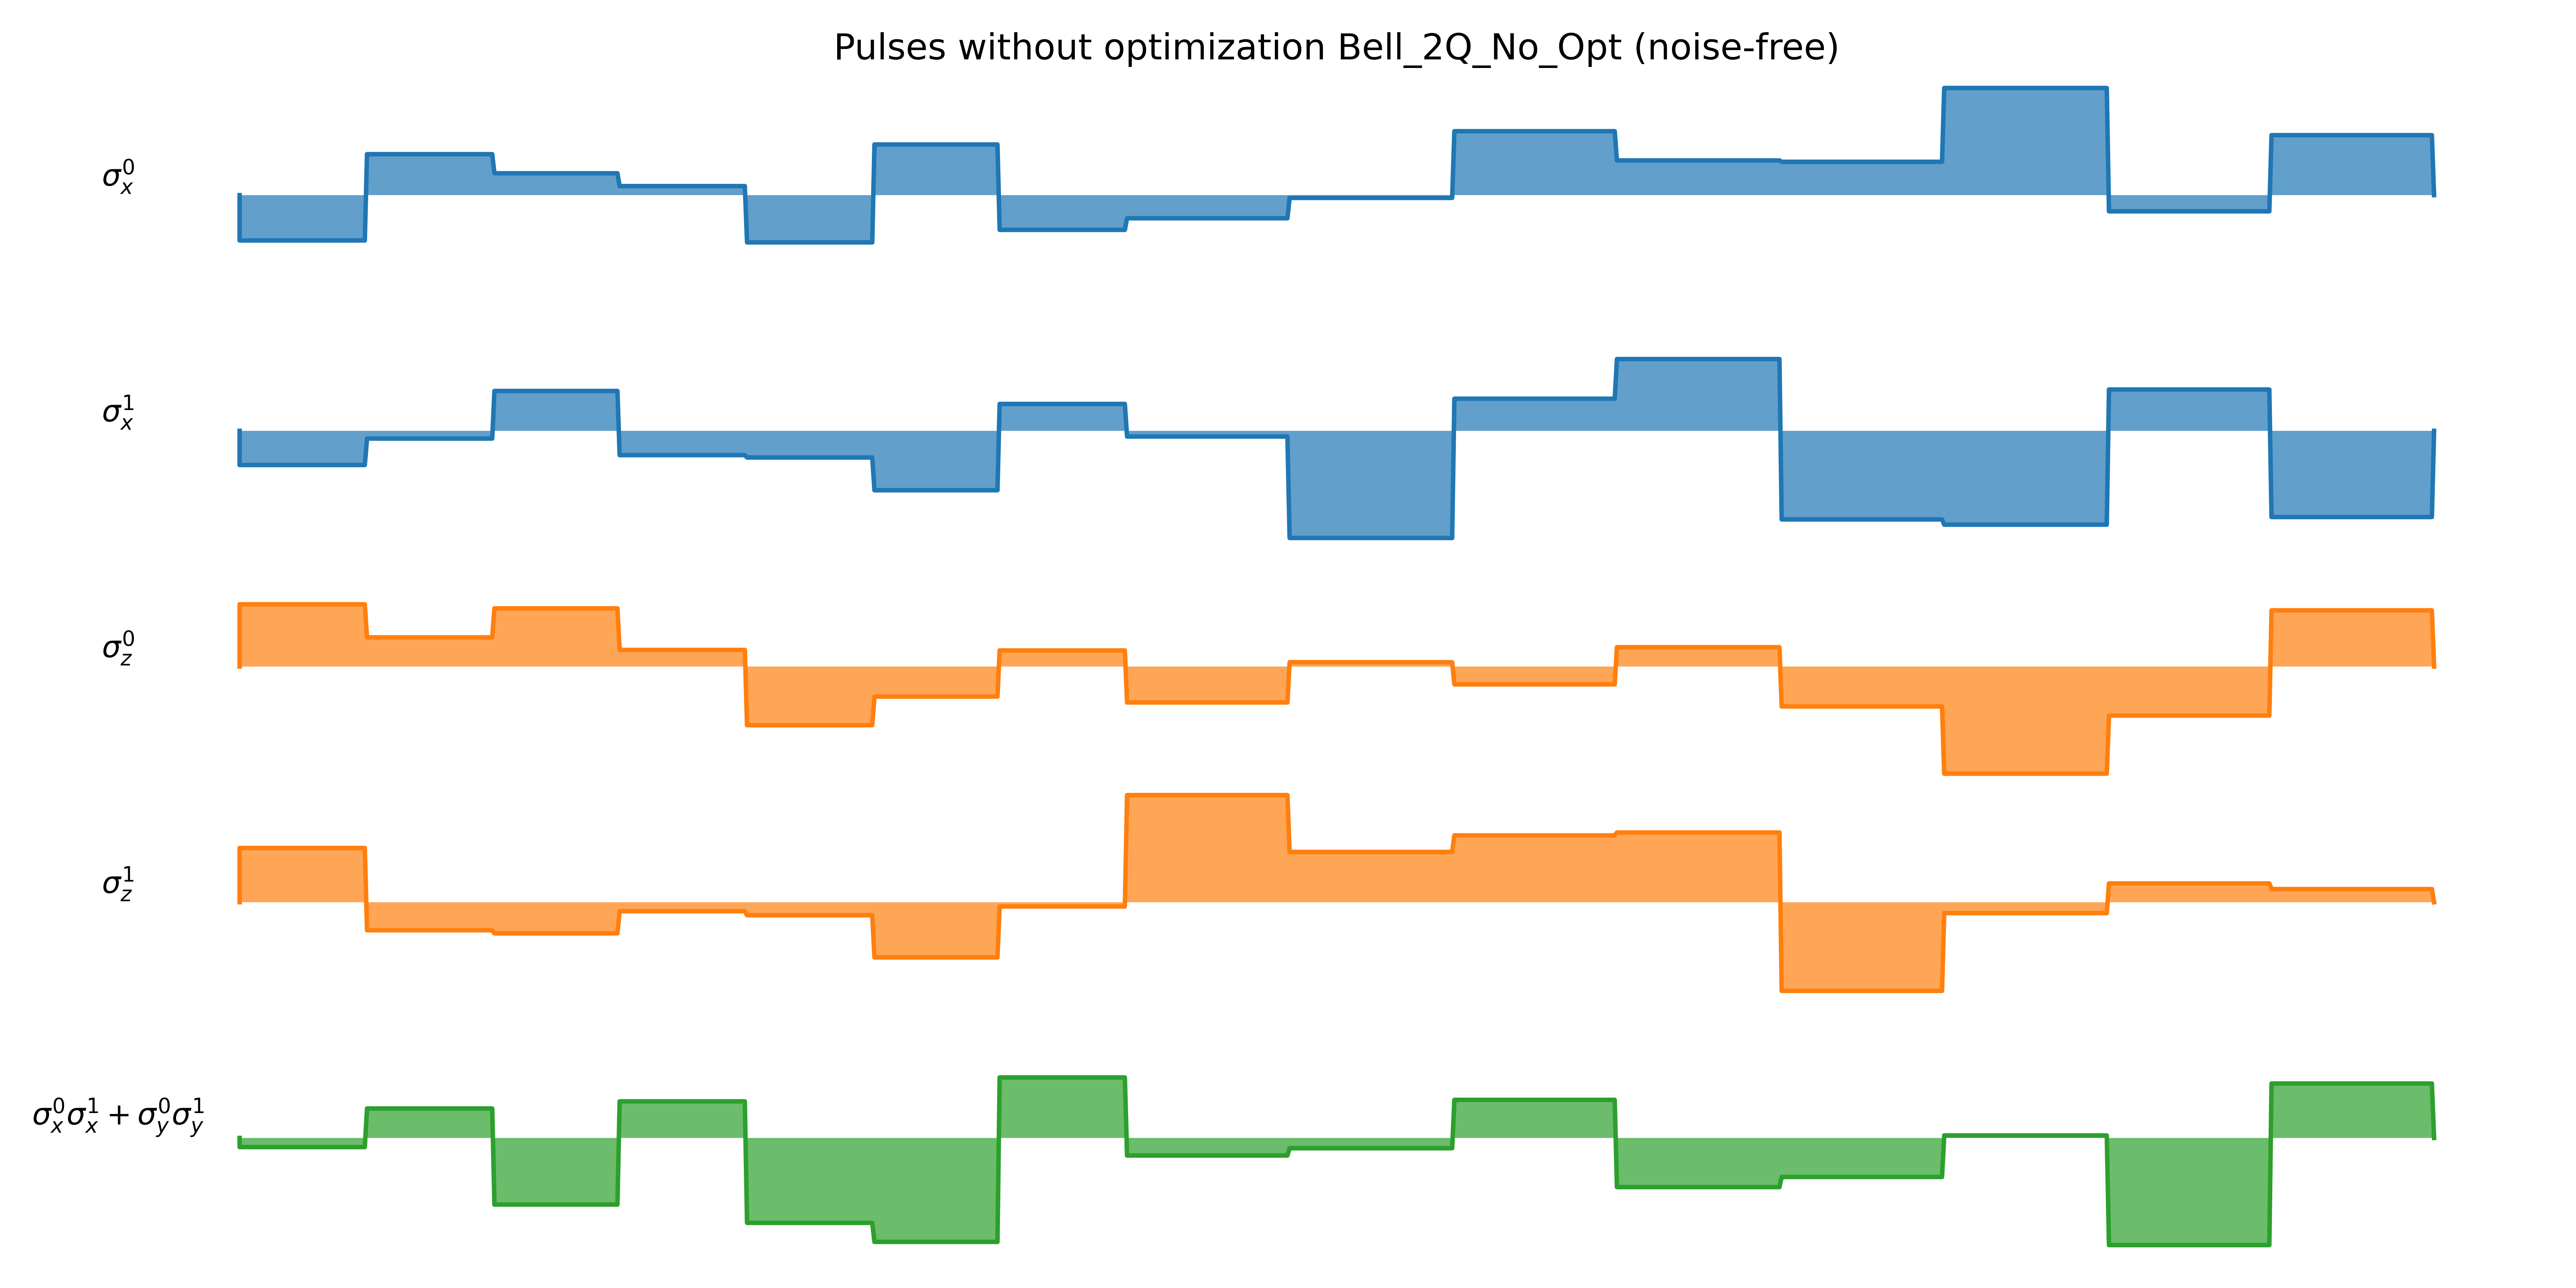 Pulses without optimization Bell_2Q_No_Opt (noise-free)
σ_x^0
σ_x^1
σ_z^0
σ_z^1
σ_x^0σ_x^1 + σ_y^0σ_y^1